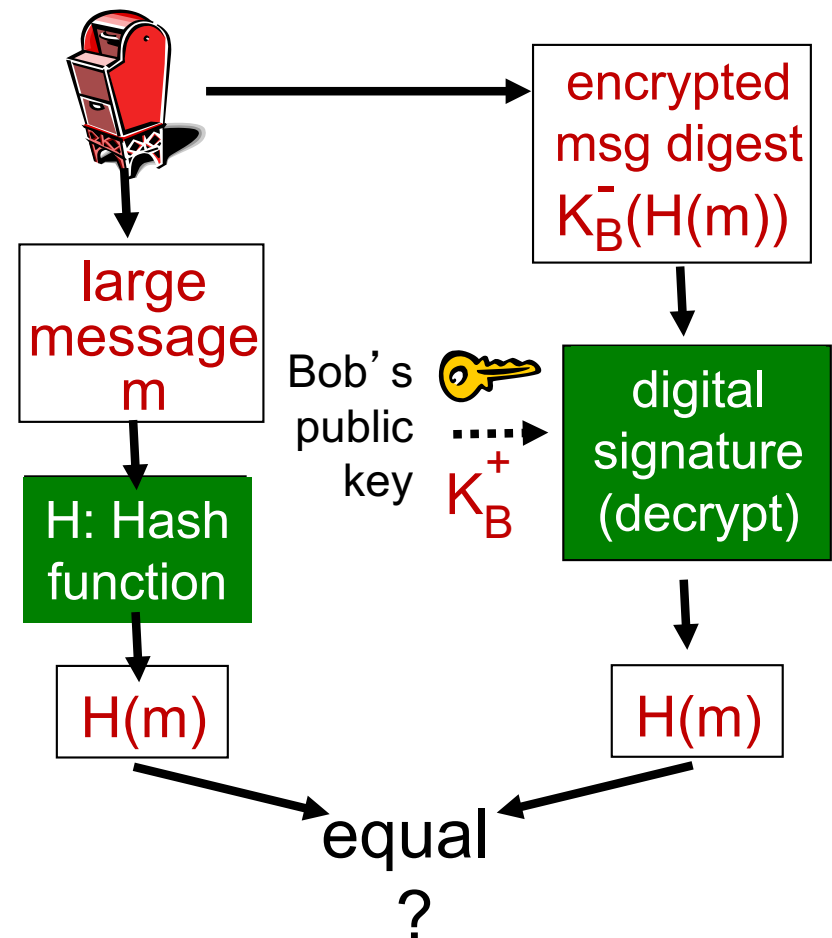 encrypted
msg digest
K_B^-(H(m))
large
message
m
Bob's
public
key
K_B^+
digital
signature
(decrypt)
H: Hash
function
H(m)
H(m)
equal
?